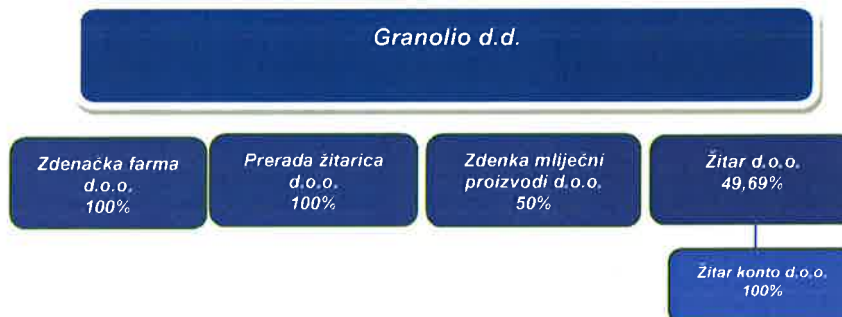 Granolio d.d.
Zdenačka farma
d.o.o.
100%
Prerada žitarica
d.o.o.
100%
Zdenka mliječni
proizvodi d.o.o.
50%
Žitar d.o.o.
49,69%
Žitar konto d.o.o.
100%